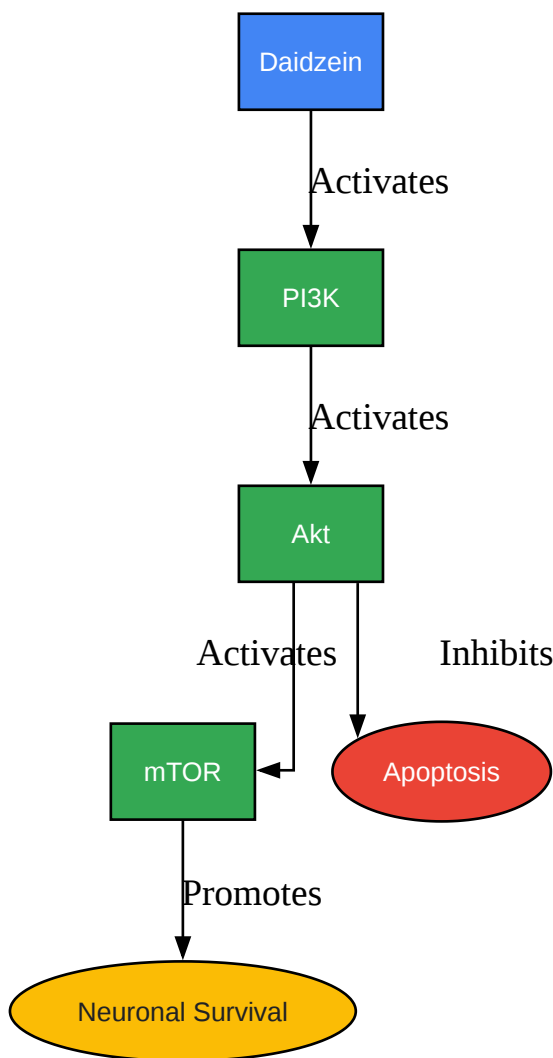 Daidzein
Activates
PI3K
Activates
Akt
Activates
Inhibits
mTOR
Apoptosis
Promotes
Neuronal Survival